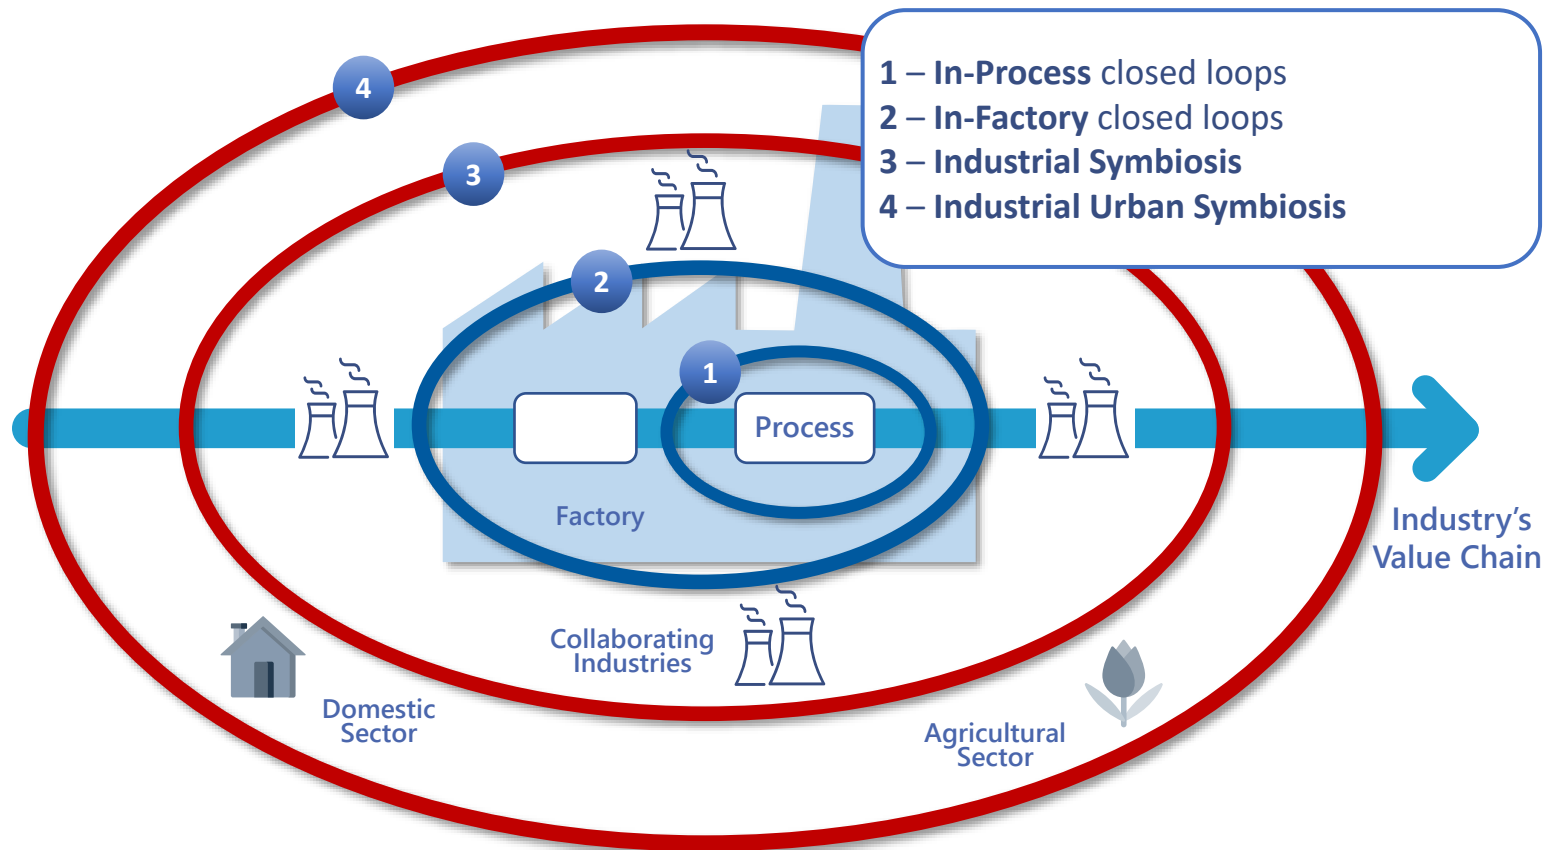 4
1 – In-Process closed loops
2 – In-Factory closed loops
3 – Industrial Symbiosis
4 – Industrial Urban Symbiosis
3
2
1
Process
Factory
Industry’s
Value Chain
Collaborating
Industries
Domestic
Sector
Agricultural
Sector